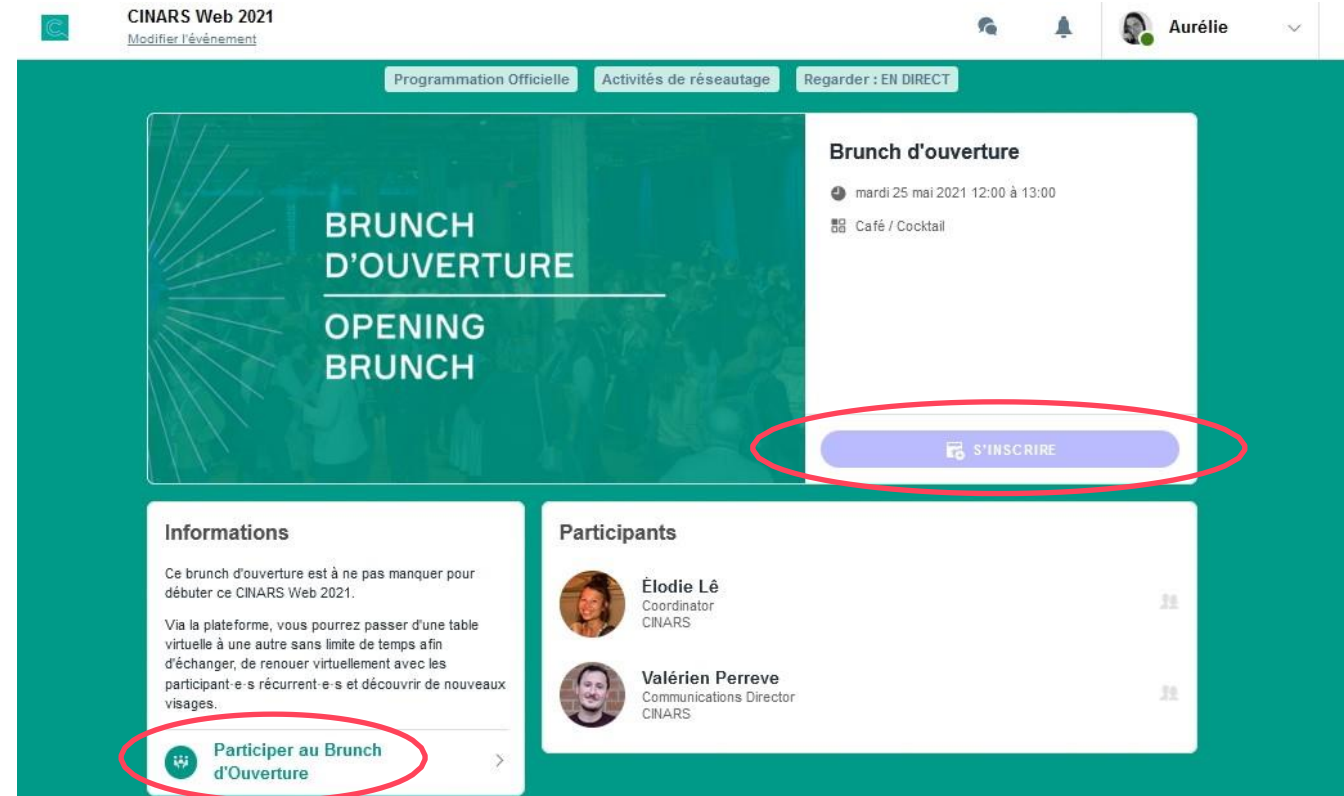 CINARS Web 2021
Modifier l'évènement
Aurélie
Programmation Officielle
Activités de réseautage
Regarder : EN DIRECT
BRUNCH
D'OUVERTURE
OPENING
BRUNCH
Brunch d'ouverture
mardi 25 mai 2021 12:00 à 13:00
Café / Cocktail
S'INSCRIRE
Informations
Ce brunch d'ouverture est à ne pas manquer pour
débuter ce CINARS Web 2021.
Via la plateforme, vous pourrez passer d'une table
virtuelle à une autre sans limite de temps afin
d'échanger, de renouer virtuellement avec les
participant·e·s récurrent·e·s et découvrir de nouveaux
visages.
Participer au Brunch
d'Ouverture
Participants
Élodie Lê
Coordinator
CINARS
Valérien Perreve
Communications Director
CINARS